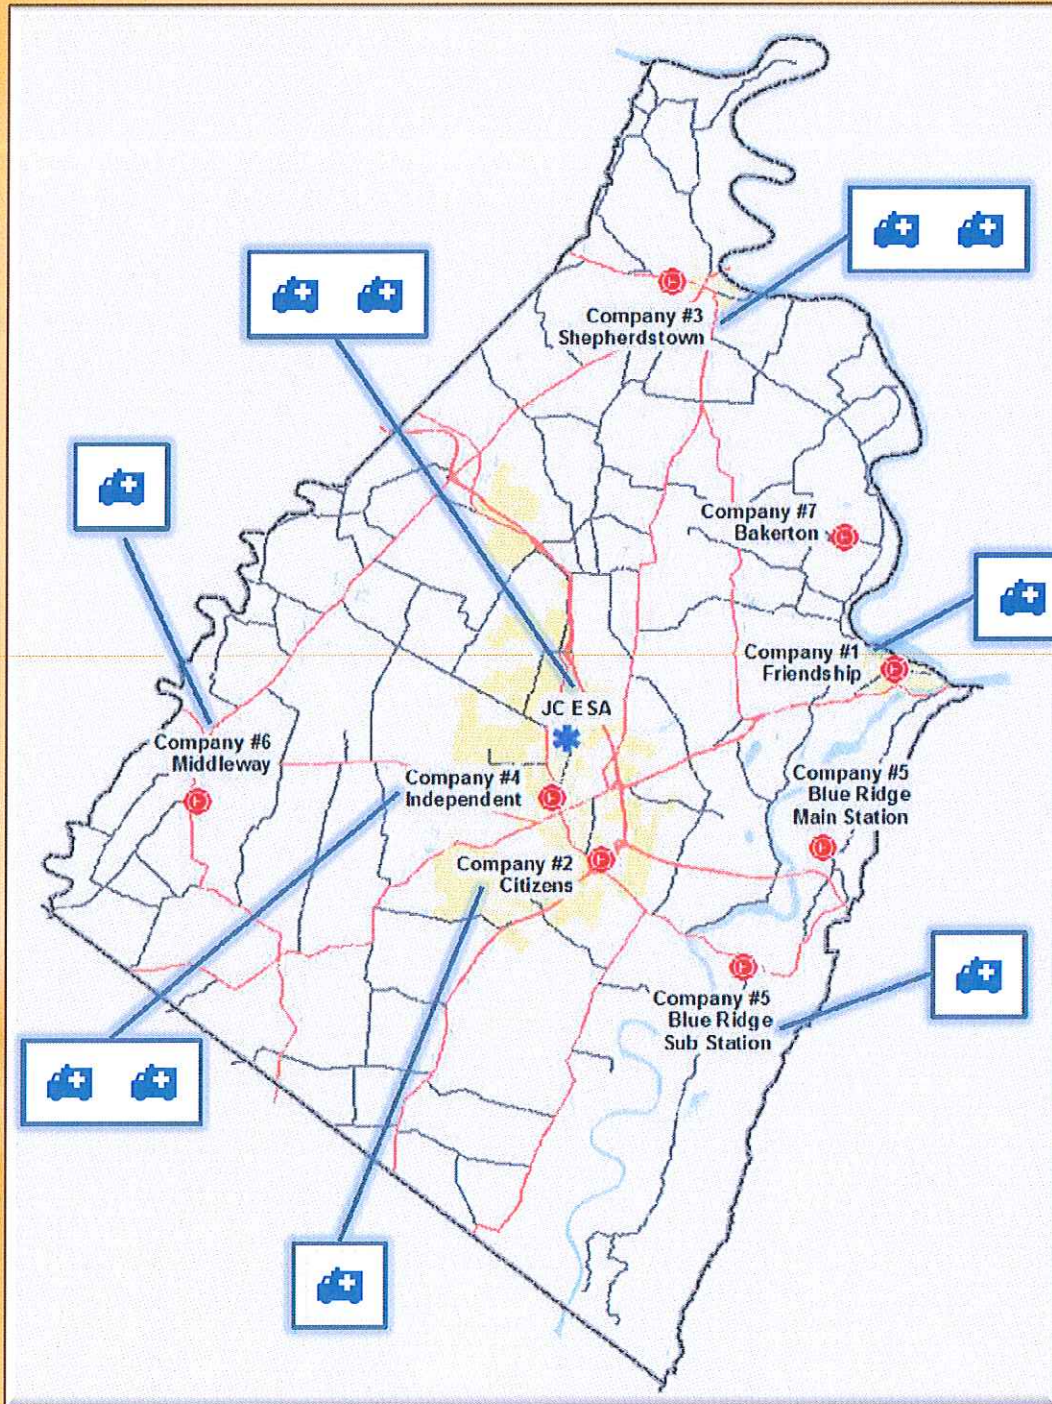 Company #3
Shepherdstown
Company #7
Bakerton
Company #1
Friendship
JC ESA
Company #6
Middleway
Company #4
Independent
Company #5
Blue Ridge
Main Station
Company #2
Citizens
Company #5
Blue Ridge
Sub Station